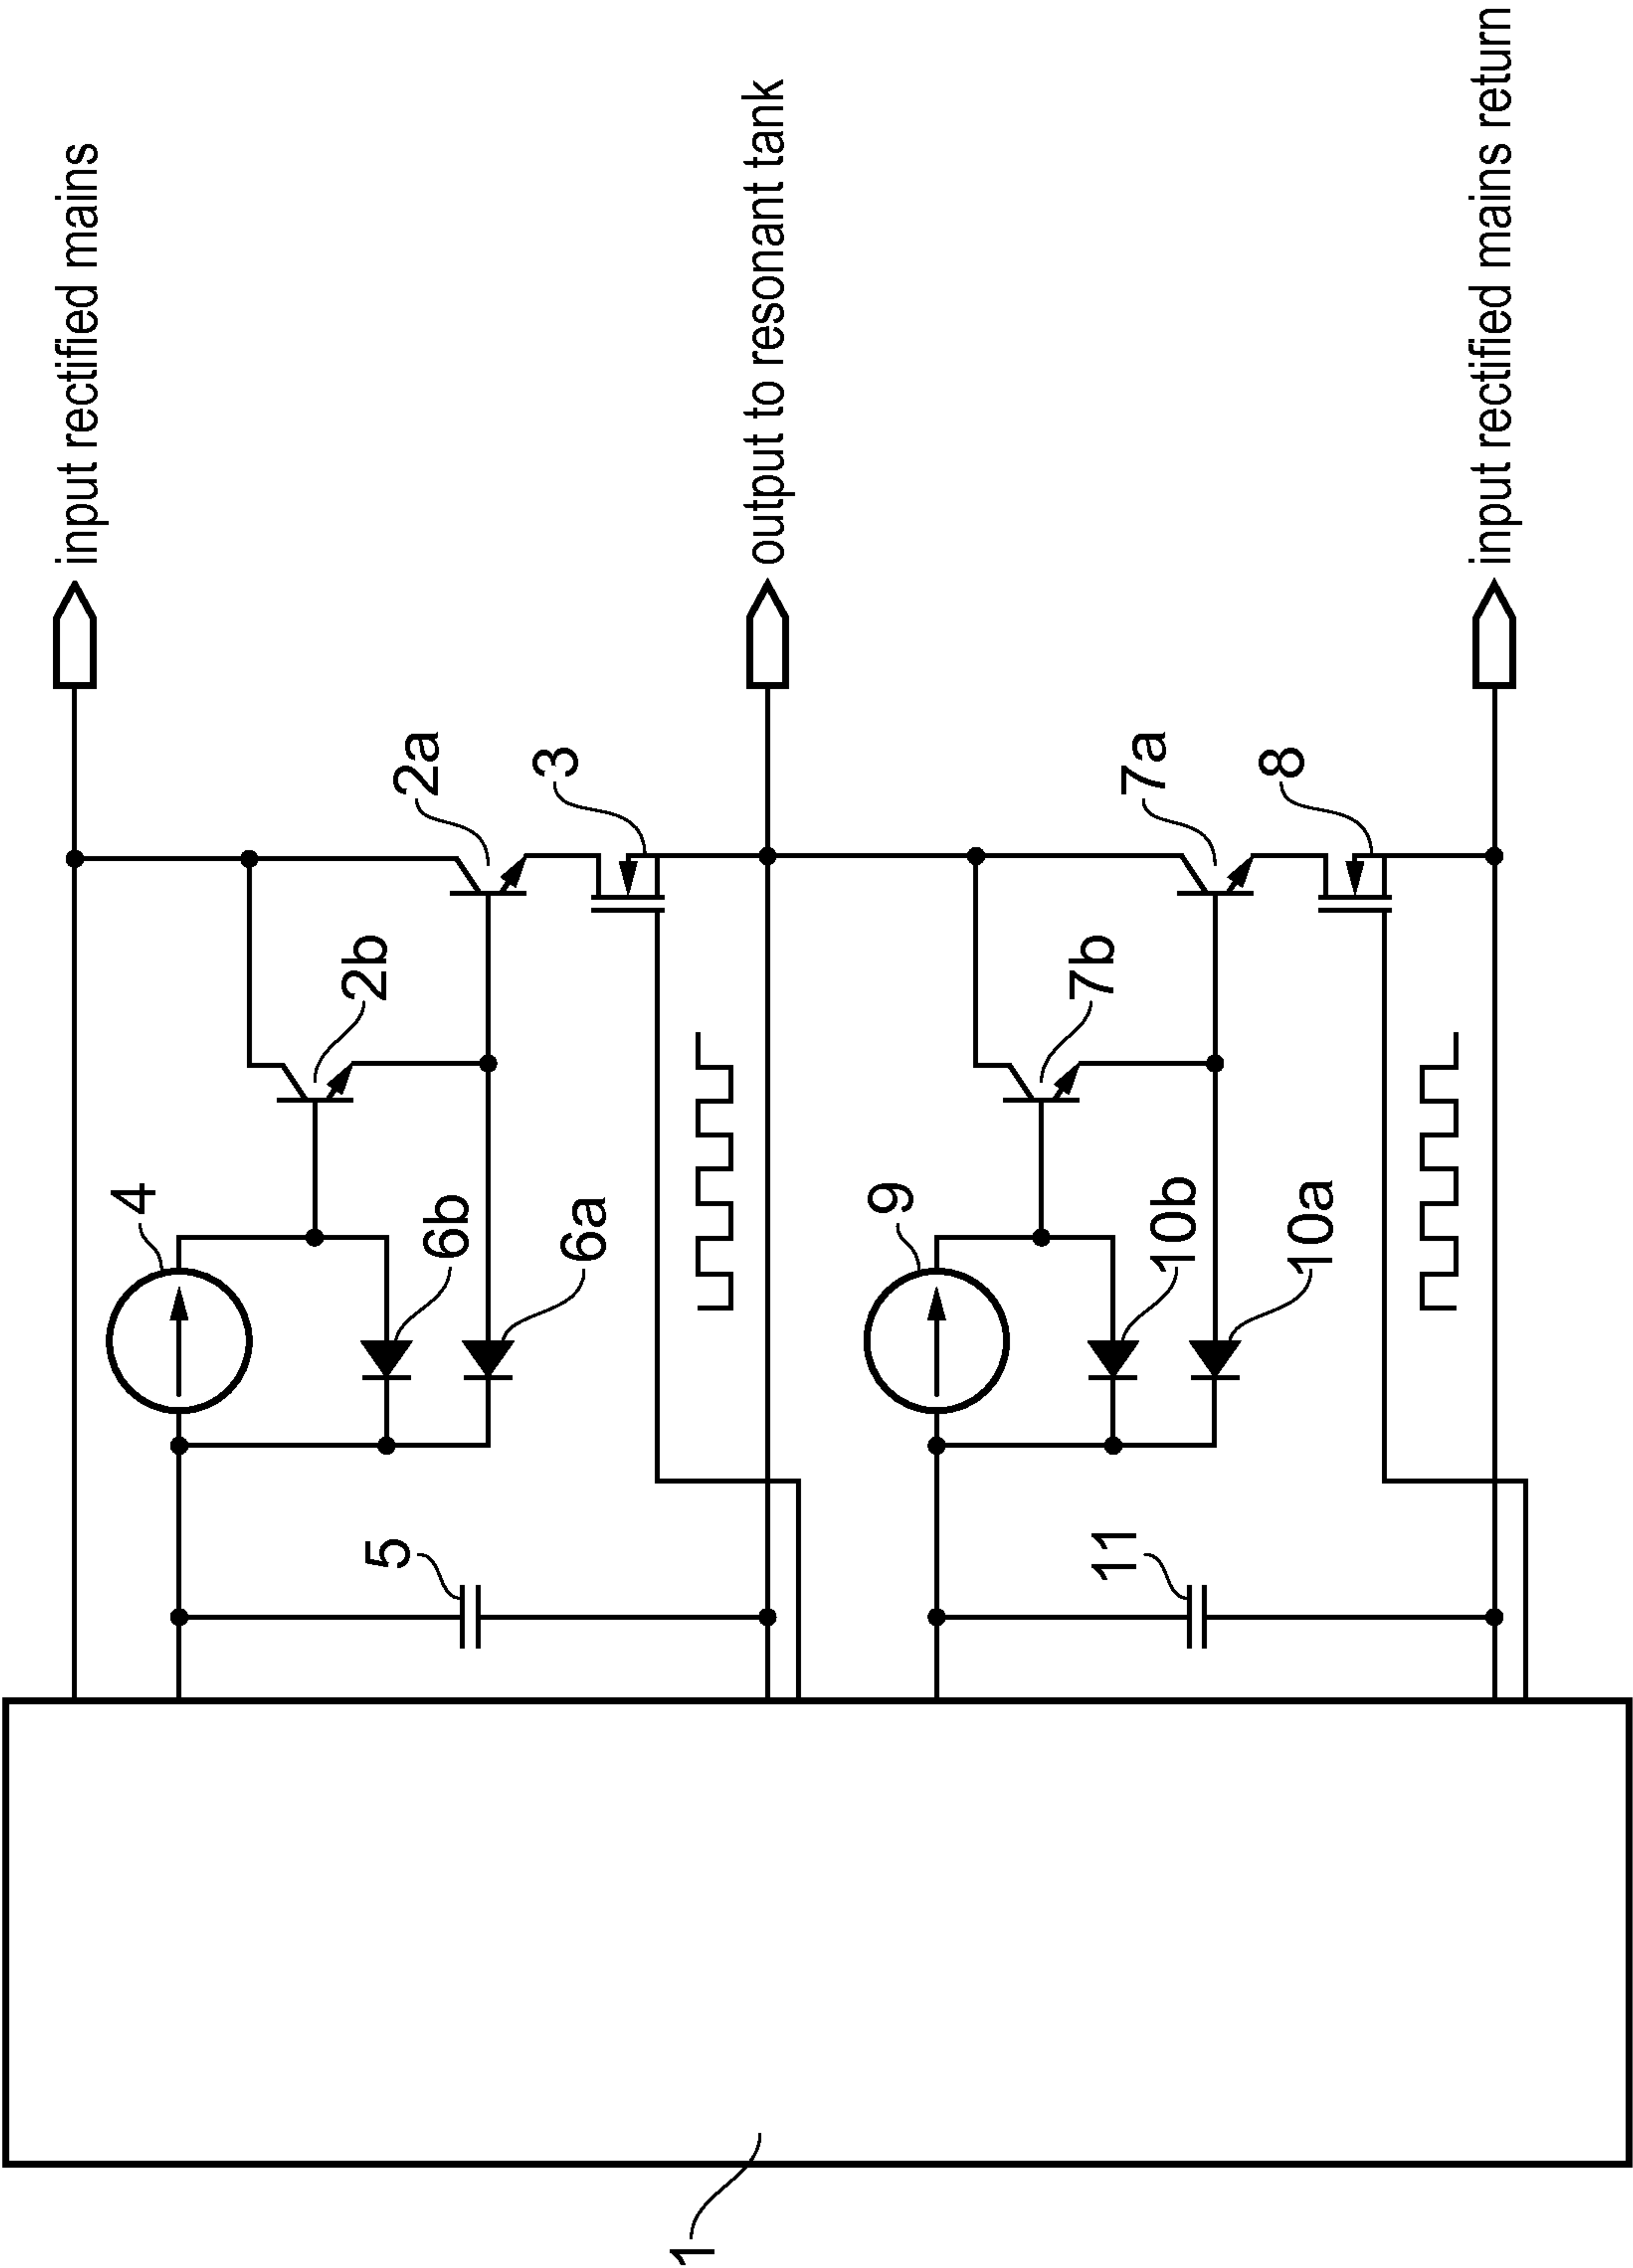 input rectified mains
output to resonant tank
input rectified mains return
2a
3
7a
8
2b
7b
4
6b
6a
9
10b
10a
5
11
1